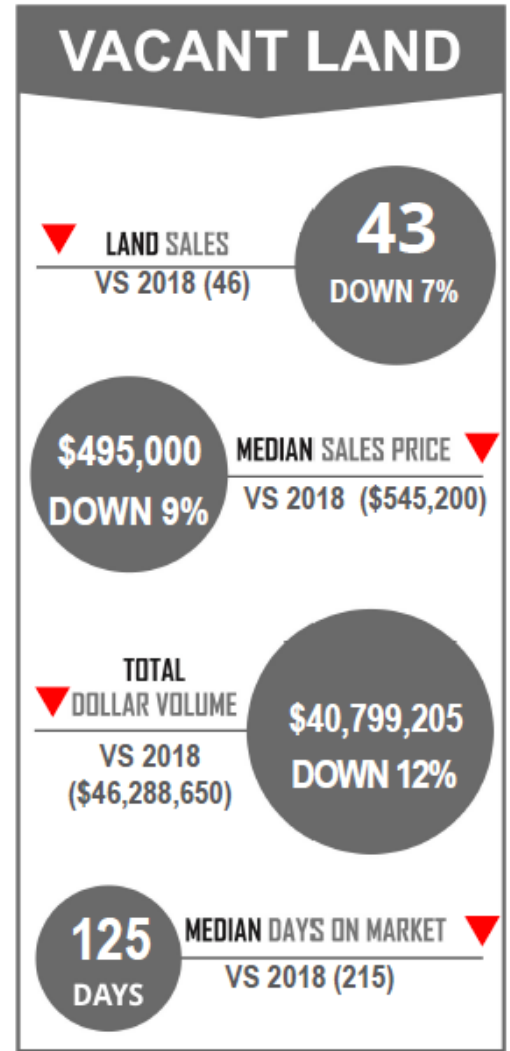 VACANT LAND
LAND SALES
VS 2018 (46)
43
DOWN 7%
$495,000
DOWN 9%
MEDIAN SALES PRICE
VS 2018 ($545,200)
TOTAL
DOLLAR VOLUME
VS 2018
($46,288,650)
$40,799,205
DOWN 12%
125
DAYS
MEDIAN DAYS ON MARKET
VS 2018 (215)